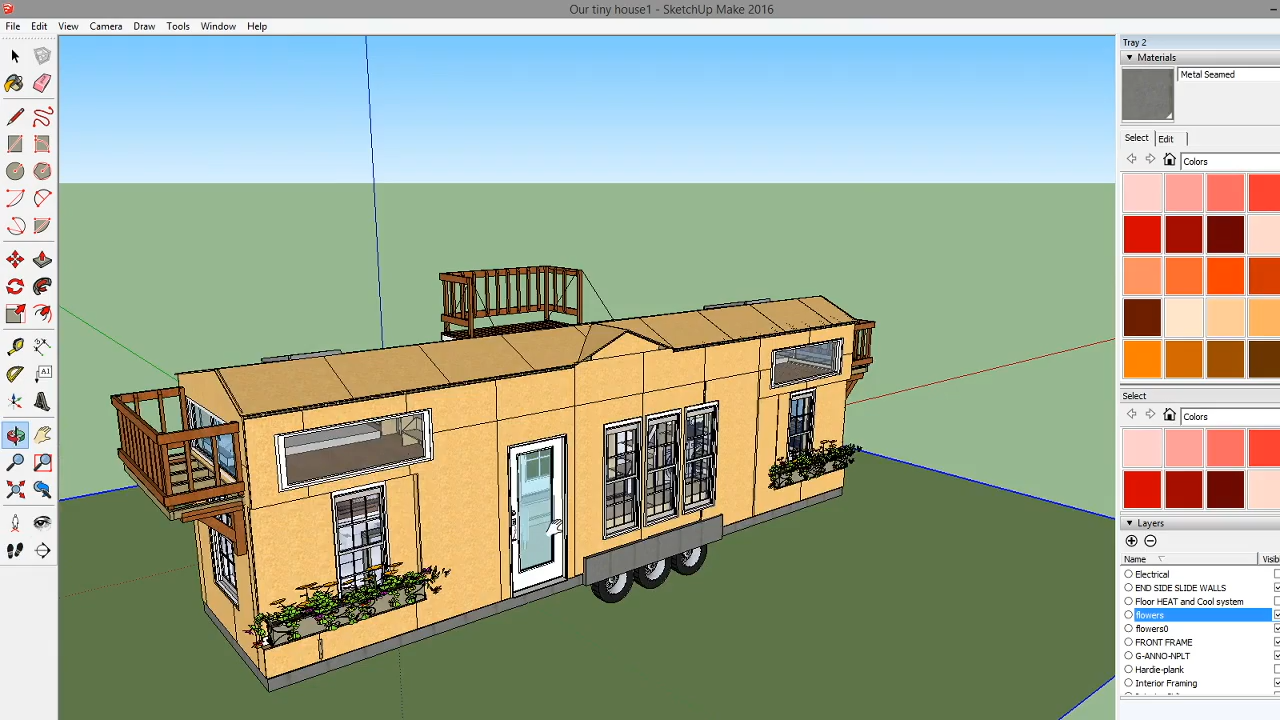 Our tiny house1 - SketchUp Make 2016
File Edit View Camera Draw Tools Window Help
Tray 2
Materials
Metal Seamed
Select Edit
Colors
Select
Colors
Layers
Name Visib
Electrical
END SIDE SLIDE WALLS
Floor HEAT and Cool system
flowers
flowers0
FRONT FRAME
G-ANNO-NPLT
Hardie-plank
Interior Framing